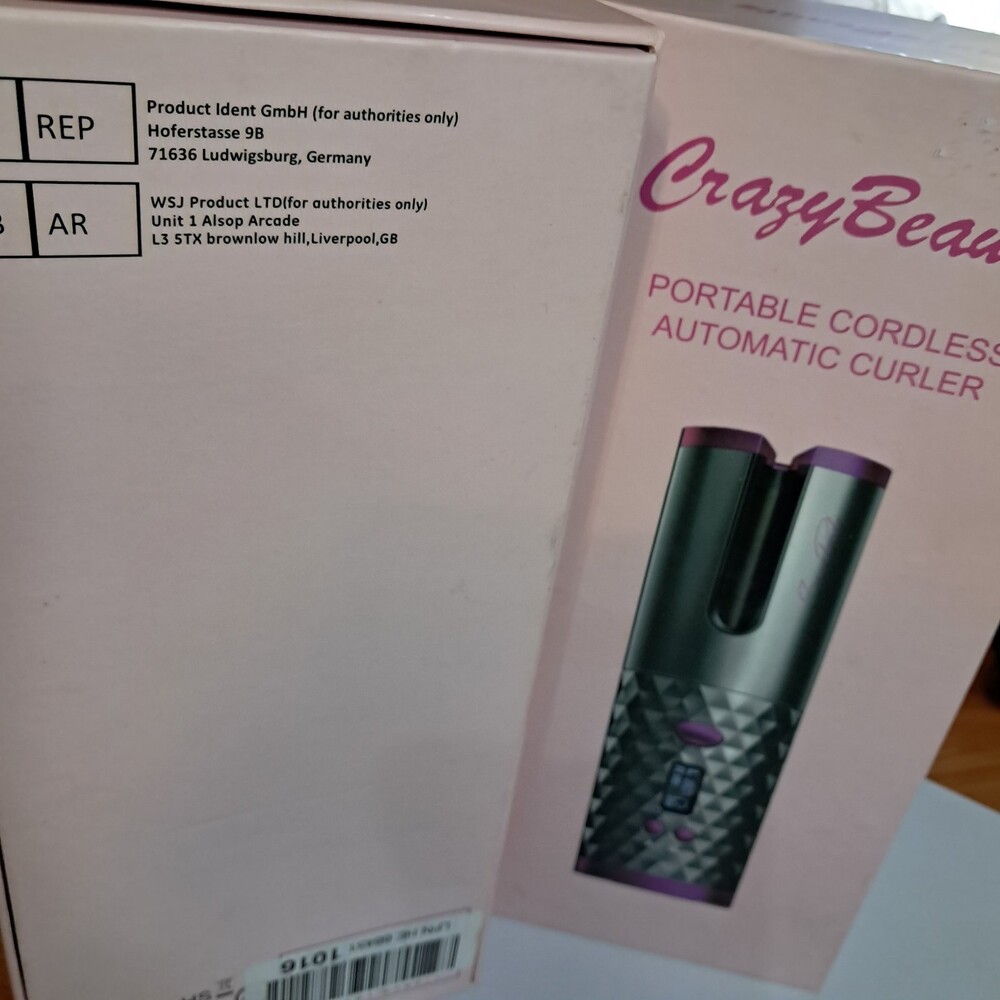 REP
Product Ident GmbH (for authorities only)
Hoferstasse 9B
71636 Ludwigsburg, Germany
AR
WSJ Product LTD(for authorities only)
Unit 1 Alsop Arcade
L3 5TX brownlow hill,Liverpool,GB
CrazyBeau
PORTABLE CORDLESS
AUTOMATIC CURLER
1016